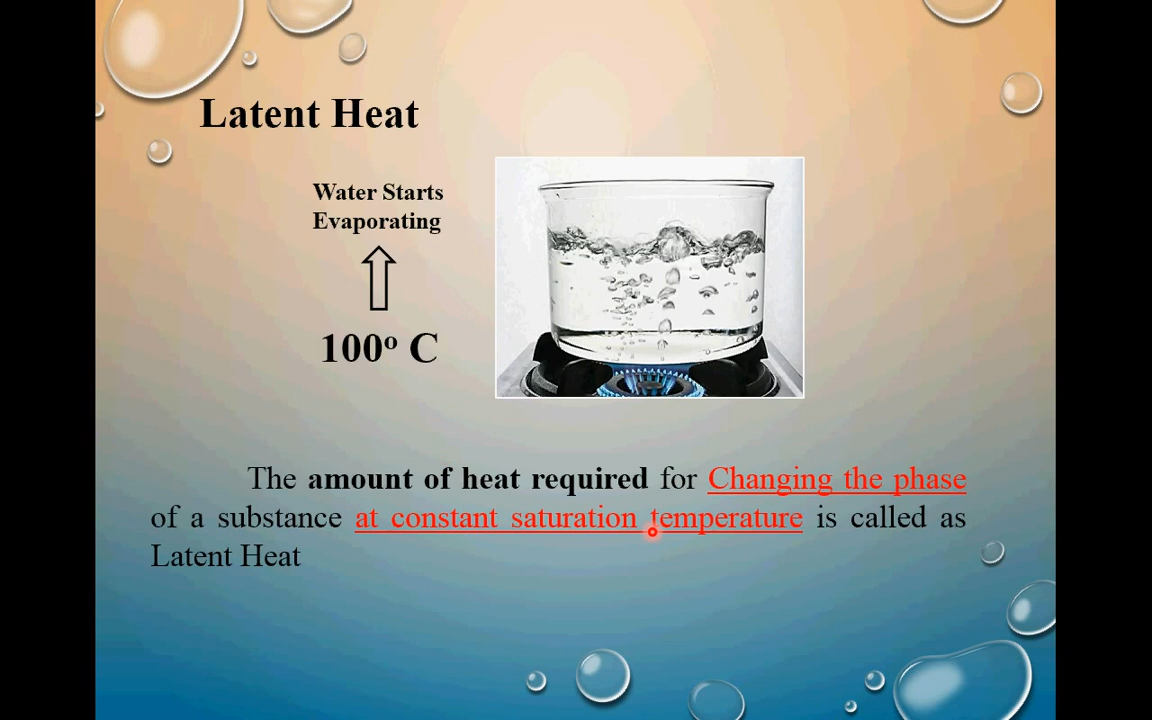 Latent Heat
Water Starts
Evaporating
100º C
The amount of heat required for Changing the phase
of a substance at constant saturation temperature is called as
Latent Heat